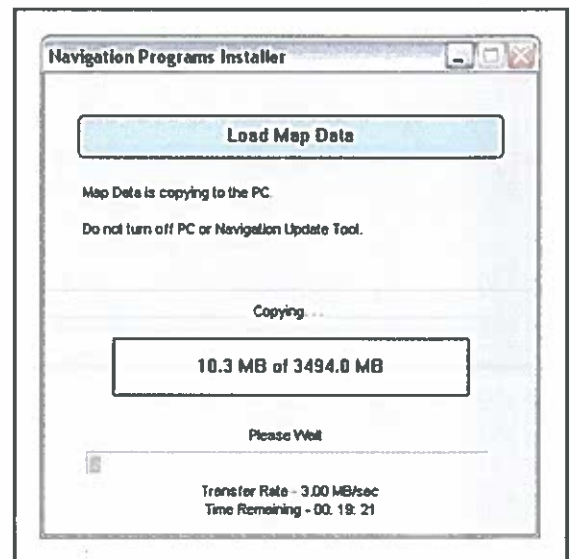 Navigation Programs Installer
Load Map Data
Map Data is copying to the PC.
Do not turn off PC or Navigation Update Tool.
Copying...
10.3 MB of 3494.0 MB
Please Wait
Transfer Rate - 3.00 MB/sec
Time Remaining - 00: 19: 21